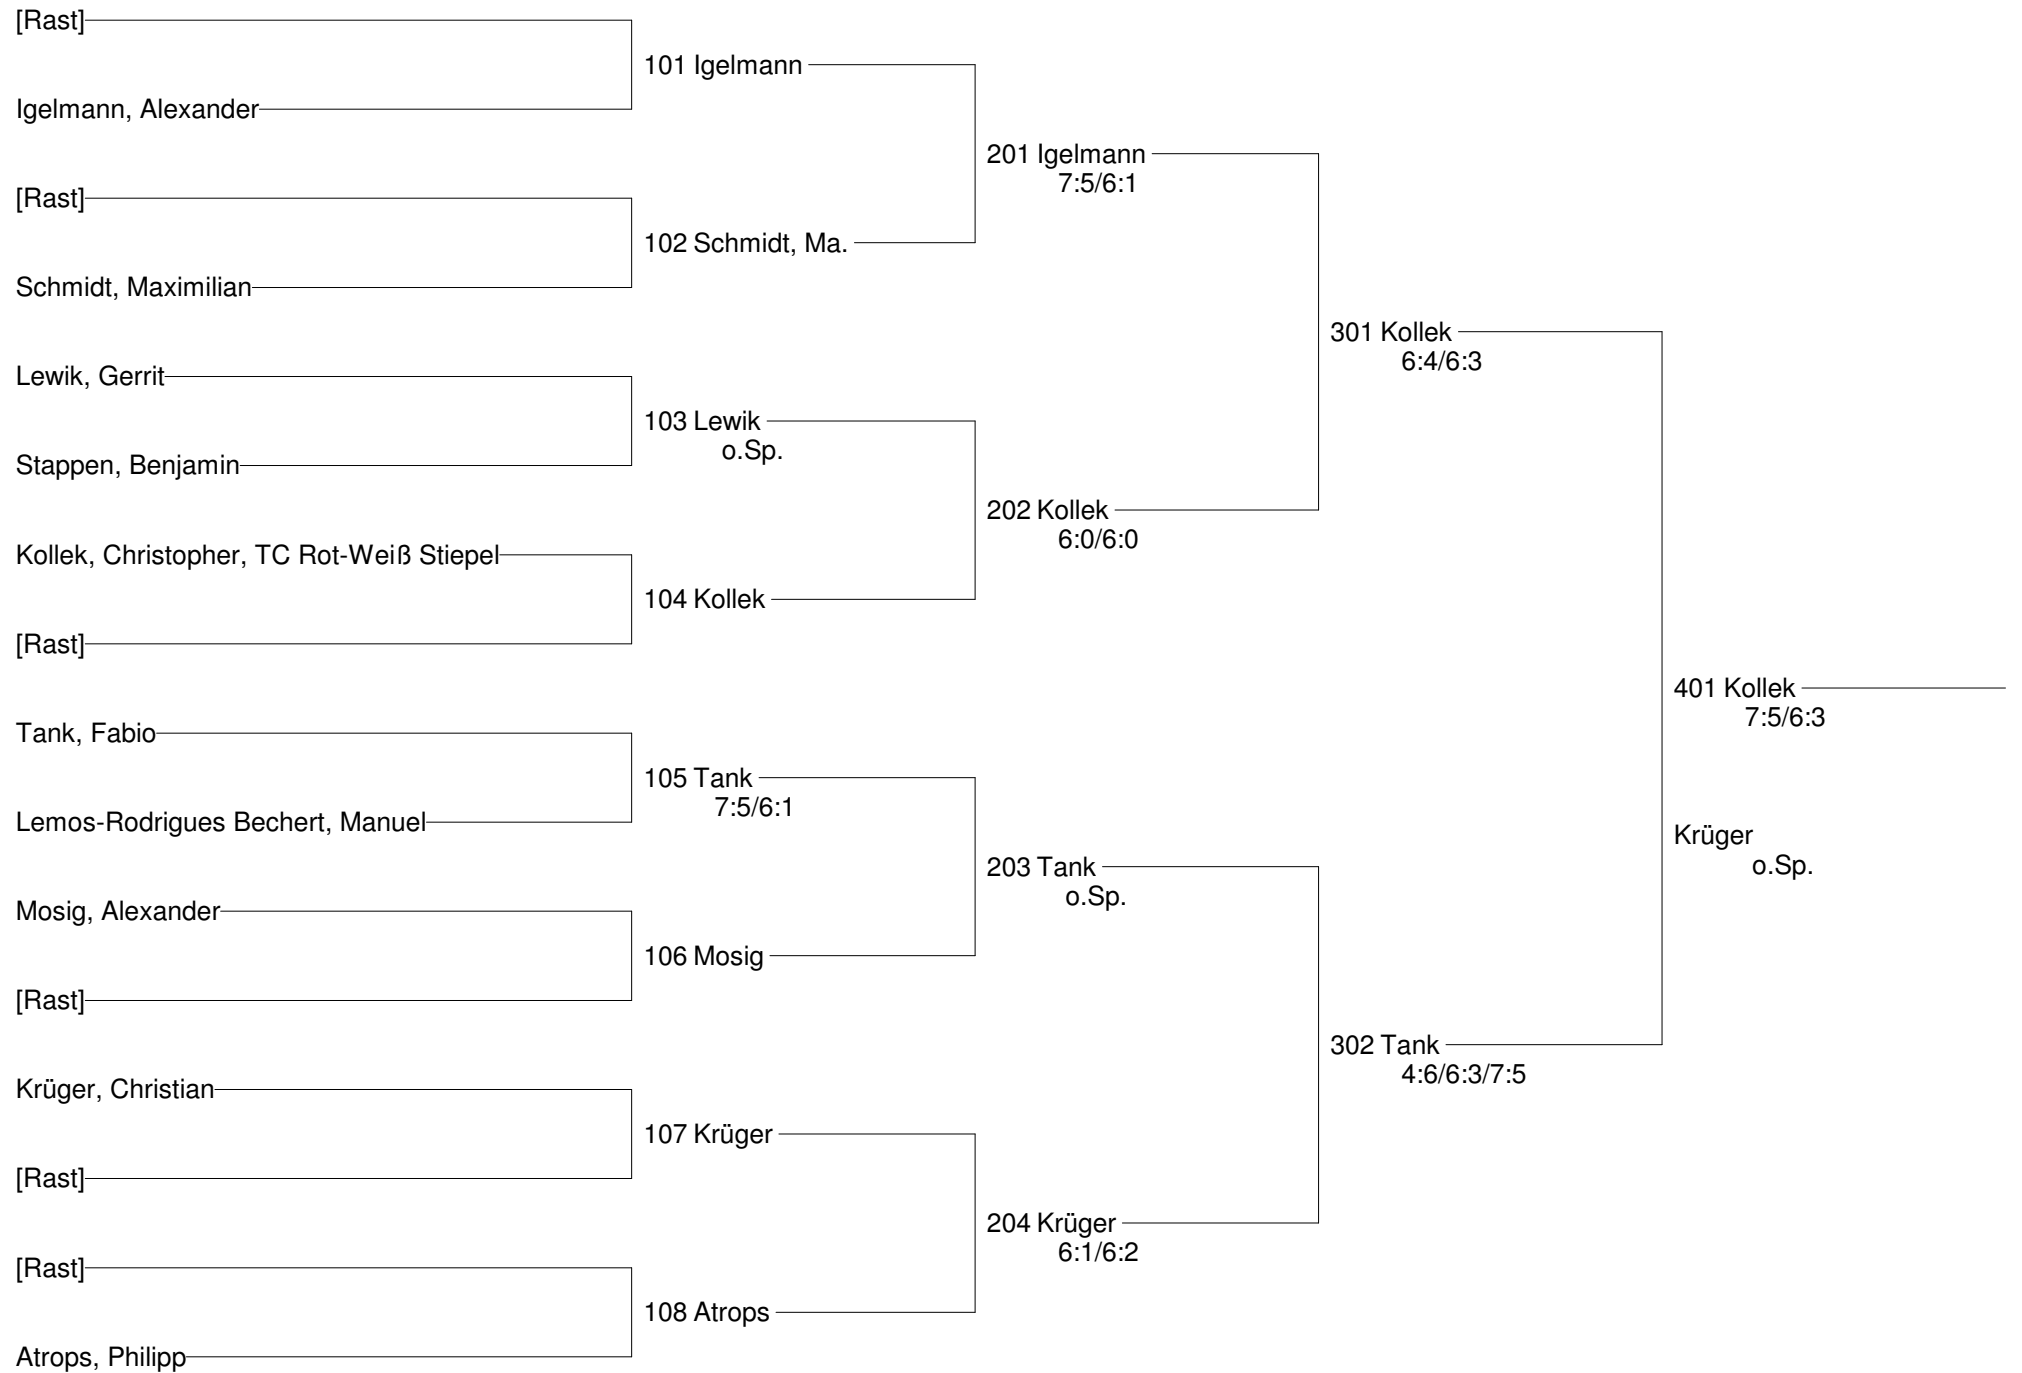 [Rast]
101 Igelmann
Igelmann, Alexander
201 Igelmann
7:5/6:1
[Rast]
102 Schmidt, Ma.
Schmidt, Maximilian
301 Kollek
6:4/6:3
Lewik, Gerrit
103 Lewik
o.Sp.
Stappen, Benjamin
202 Kollek
6:0/6:0
Kollek, Christopher, TC Rot-Weiß Stiepel
104 Kollek
[Rast]
401 Kollek
7:5/6:3
Tank, Fabio
105 Tank
7:5/6:1
Lemos-Rodrigues Bechert, Manuel
Krüger
o.Sp.
203 Tank
o.Sp.
Mosig, Alexander
106 Mosig
[Rast]
302 Tank
4:6/6:3/7:5
Krüger, Christian
107 Krüger
[Rast]
204 Krüger
6:1/6:2
[Rast]
108 Atrops
Atrops, Philipp